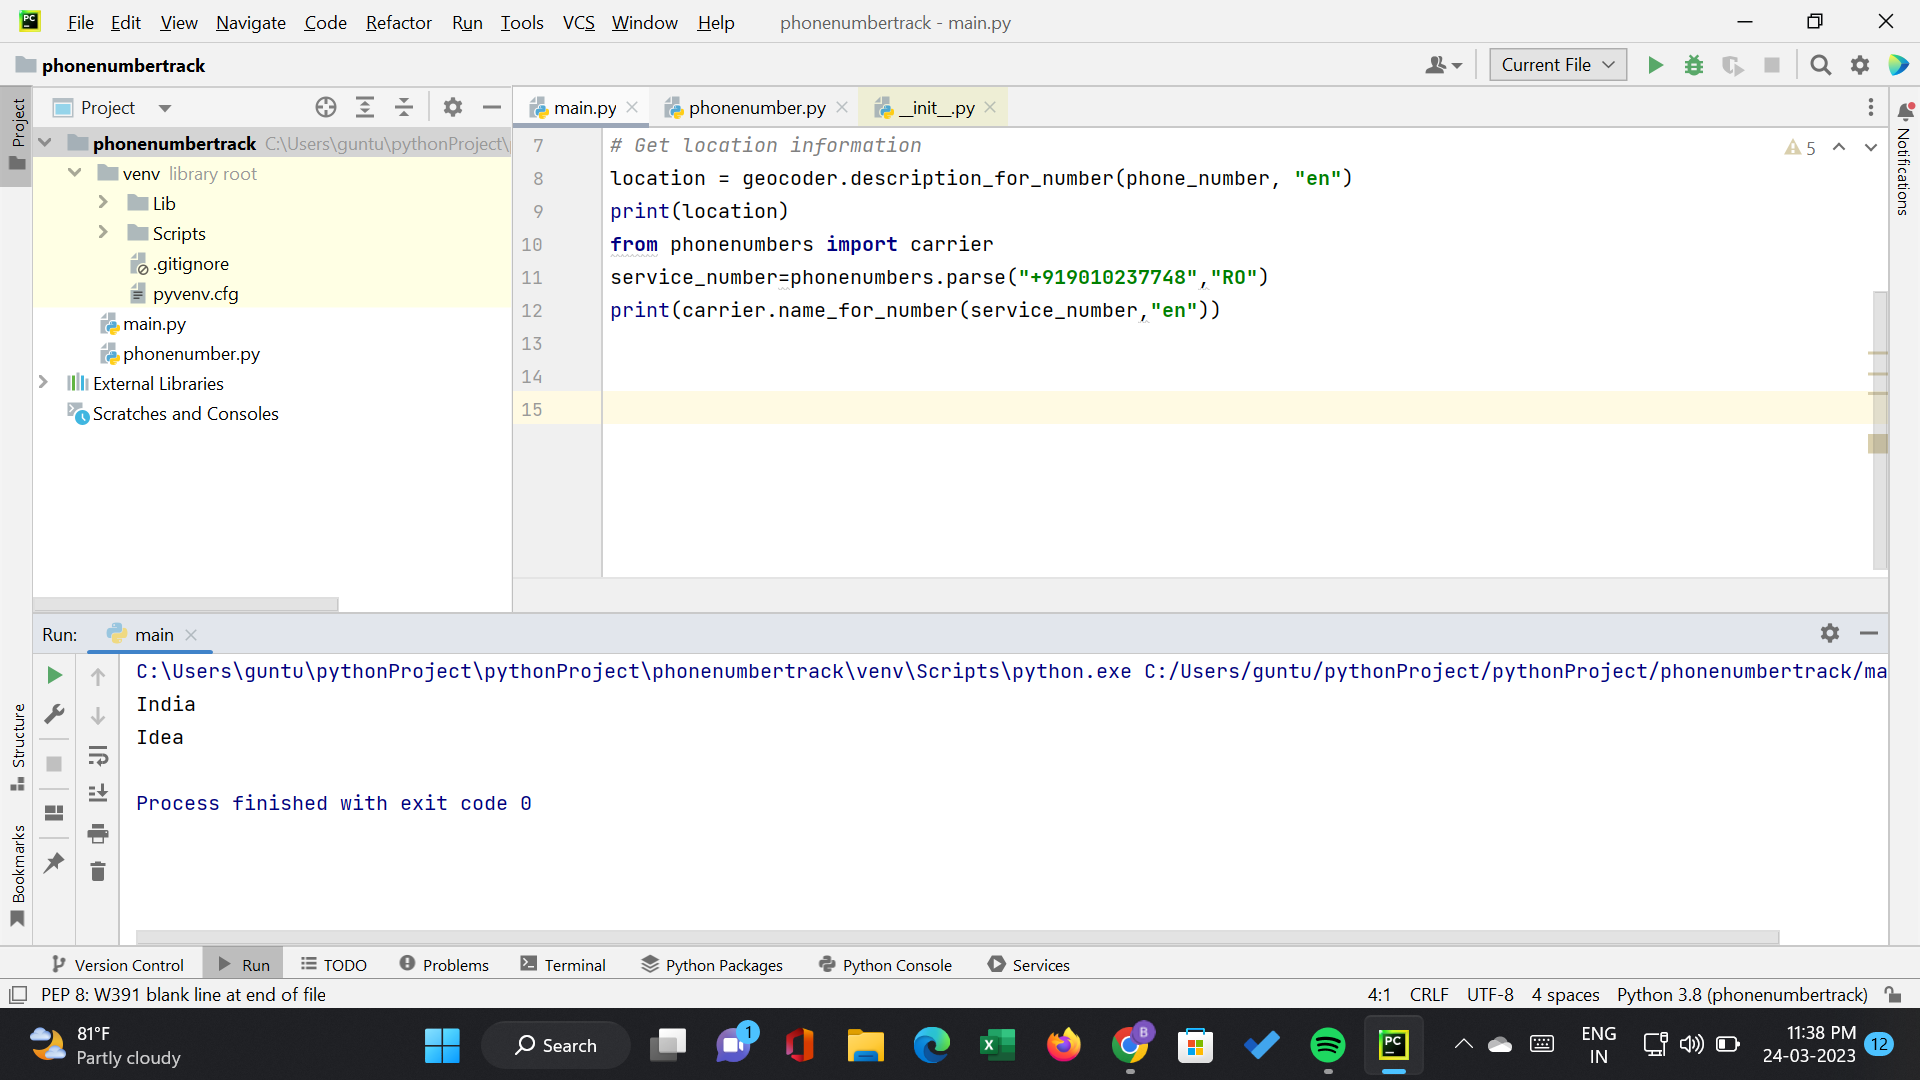 PC File Edit View Navigate Code Refactor Run Tools VCS Window Help phonenumbertrack - main.py
phonenumbertrack Current File
Project main.py phonenumber.py __init__.py
Project
Notifications
phonenumbertrack C:\Users\guntu\pythonProject\
venv library root
Lib
Scripts
.gitignore
pyvenv.cfg
main.py
phonenumber.py
External Libraries
Scratches and Consoles
5
7 # Get location information
8 location = geocoder.description_for_number(phone_number, "en")
9 print(location)
10 from phonenumbers import carrier
11 service_number=phonenumbers.parse("+919010237748","RO")
12 print(carrier.name_for_number(service_number,"en"))
13
14
15
Run: main
C:\Users\guntu\pythonProject\pythonProject\phonenumbertrack\venv\Scripts\python.exe C:/Users/guntu/pythonProject/pythonProject/phonenumbertrack/ma
India
Idea
Process finished with exit code 0
Structure
Bookmarks
Version Control Run TODO Problems Terminal Python Packages Python Console Services
PEP 8: W391 blank line at end of file 4:1 CRLF UTF-8 4 spaces Python 3.8 (phonenumbertrack)
81°F
Partly cloudy
Search
1
B
PC
ENG
IN
11:38 PM
24-03-2023
12